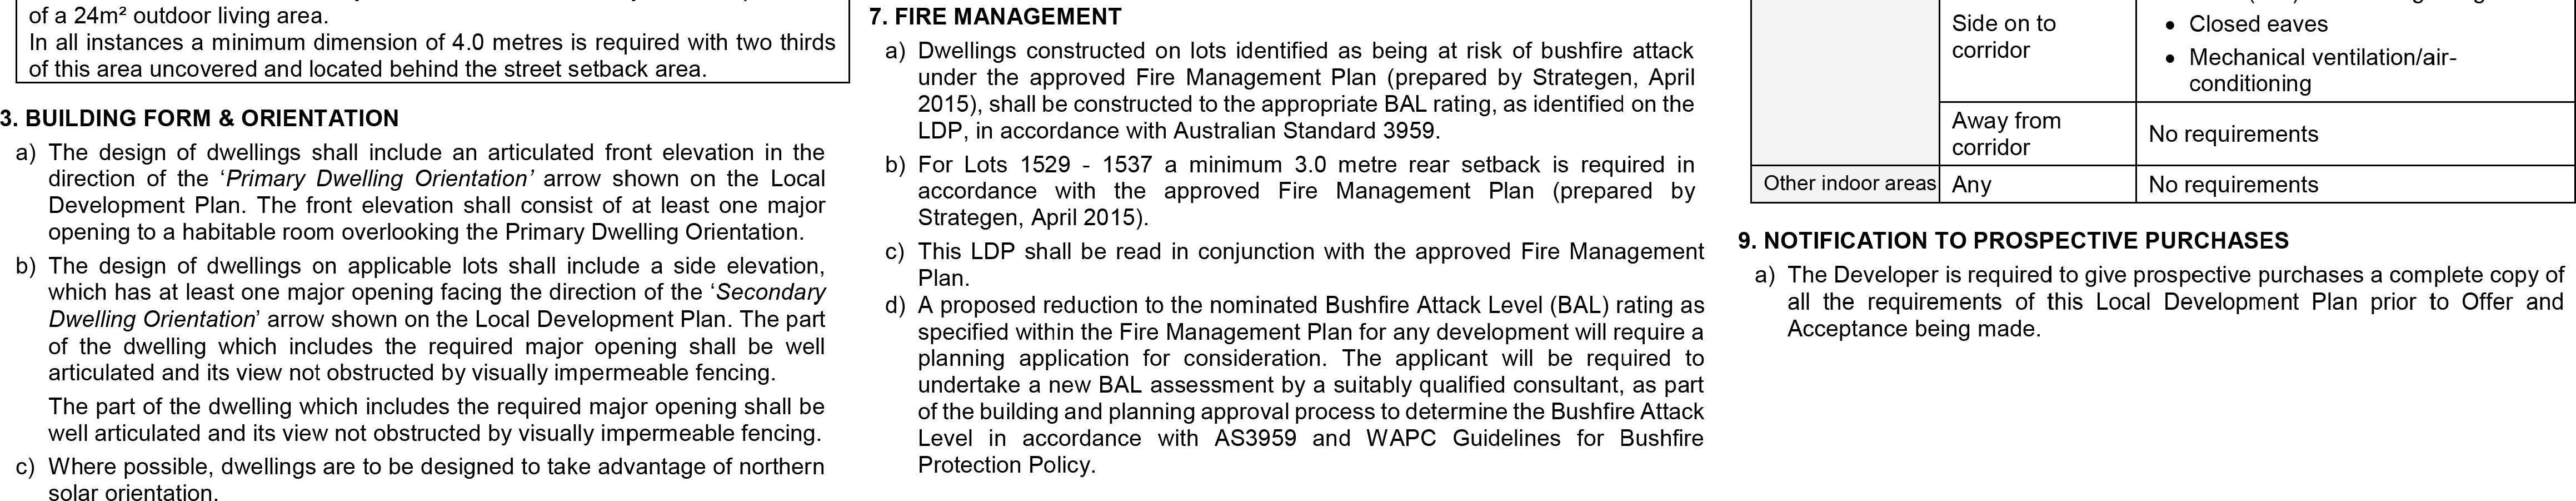 of a 24m² outdoor living area.
In all instances a minimum dimension of 4.0 metres is required with two thirds
of this area uncovered and located behind the street setback area.
3. BUILDING FORM & ORIENTATION
a) The design of dwellings shall include an articulated front elevation in the
direction of the ‘Primary Dwelling Orientation’ arrow shown on the Local
Development Plan. The front elevation shall consist of at least one major
opening to a habitable room overlooking the Primary Dwelling Orientation.
b) The design of dwellings on applicable lots shall include a side elevation,
which has at least one major opening facing the direction of the ‘Secondary
Dwelling Orientation’ arrow shown on the Local Development Plan. The part
of the dwelling which includes the required major opening shall be well
articulated and its view not obstructed by visually impermeable fencing.
The part of the dwelling which includes the required major opening shall be
well articulated and its view not obstructed by visually impermeable fencing.
c) Where possible, dwellings are to be designed to take advantage of northern
solar orientation.
7. FIRE MANAGEMENT
a) Dwellings constructed on lots identified as being at risk of bushfire attack
under the approved Fire Management Plan (prepared by Strategen, April
2015), shall be constructed to the appropriate BAL rating, as identified on the
LDP, in accordance with Australian Standard 3959.
b) For Lots 1529 - 1537 a minimum 3.0 metre rear setback is required in
accordance with the approved Fire Management Plan (prepared by
Strategen, April 2015).
c) This LDP shall be read in conjunction with the approved Fire Management
Plan.
d) A proposed reduction to the nominated Bushfire Attack Level (BAL) rating as
specified within the Fire Management Plan for any development will require a
planning application for consideration. The applicant will be required to
undertake a new BAL assessment by a suitably qualified consultant, as part
of the building and planning approval process to determine the Bushfire Attack
Level in accordance with AS3959 and WAPC Guidelines for Bushfire
Protection Policy.
Side on to
corridor
• Closed eaves
• Mechanical ventilation/air-
conditioning
Away from
corridor
No requirements
Other indoor areas
Any
No requirements
9. NOTIFICATION TO PROSPECTIVE PURCHASES
a) The Developer is required to give prospective purchases a complete copy of
all the requirements of this Local Development Plan prior to Offer and
Acceptance being made.